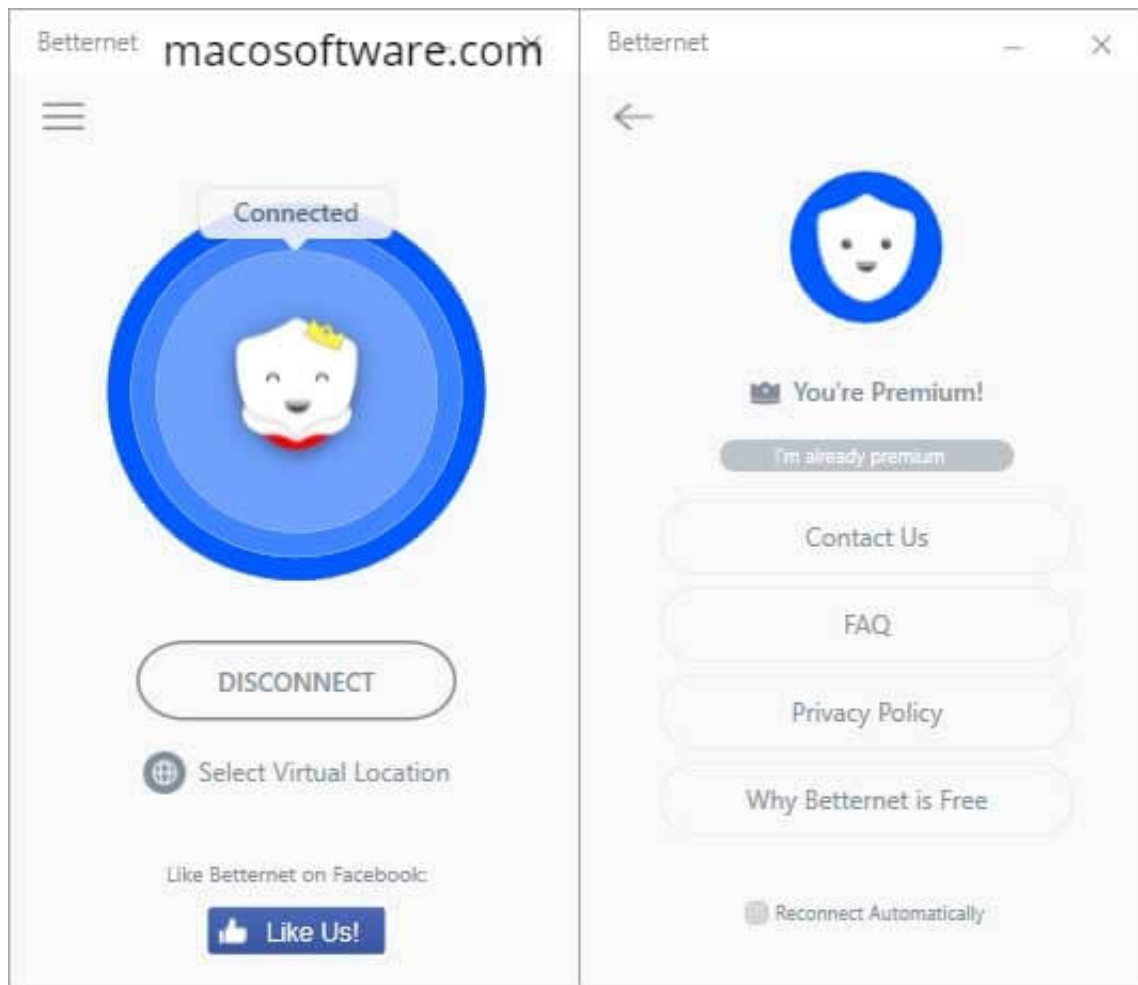 Betternet
macosoftware.com
Connected
DISCONNECT
Select Virtual Location
Like Betternet on Facebook:
Like Us!
Betternet
You're Premium!
I'm already premium
Contact Us
FAQ
Privacy Policy
Why Betternet is Free
Reconnect Automatically